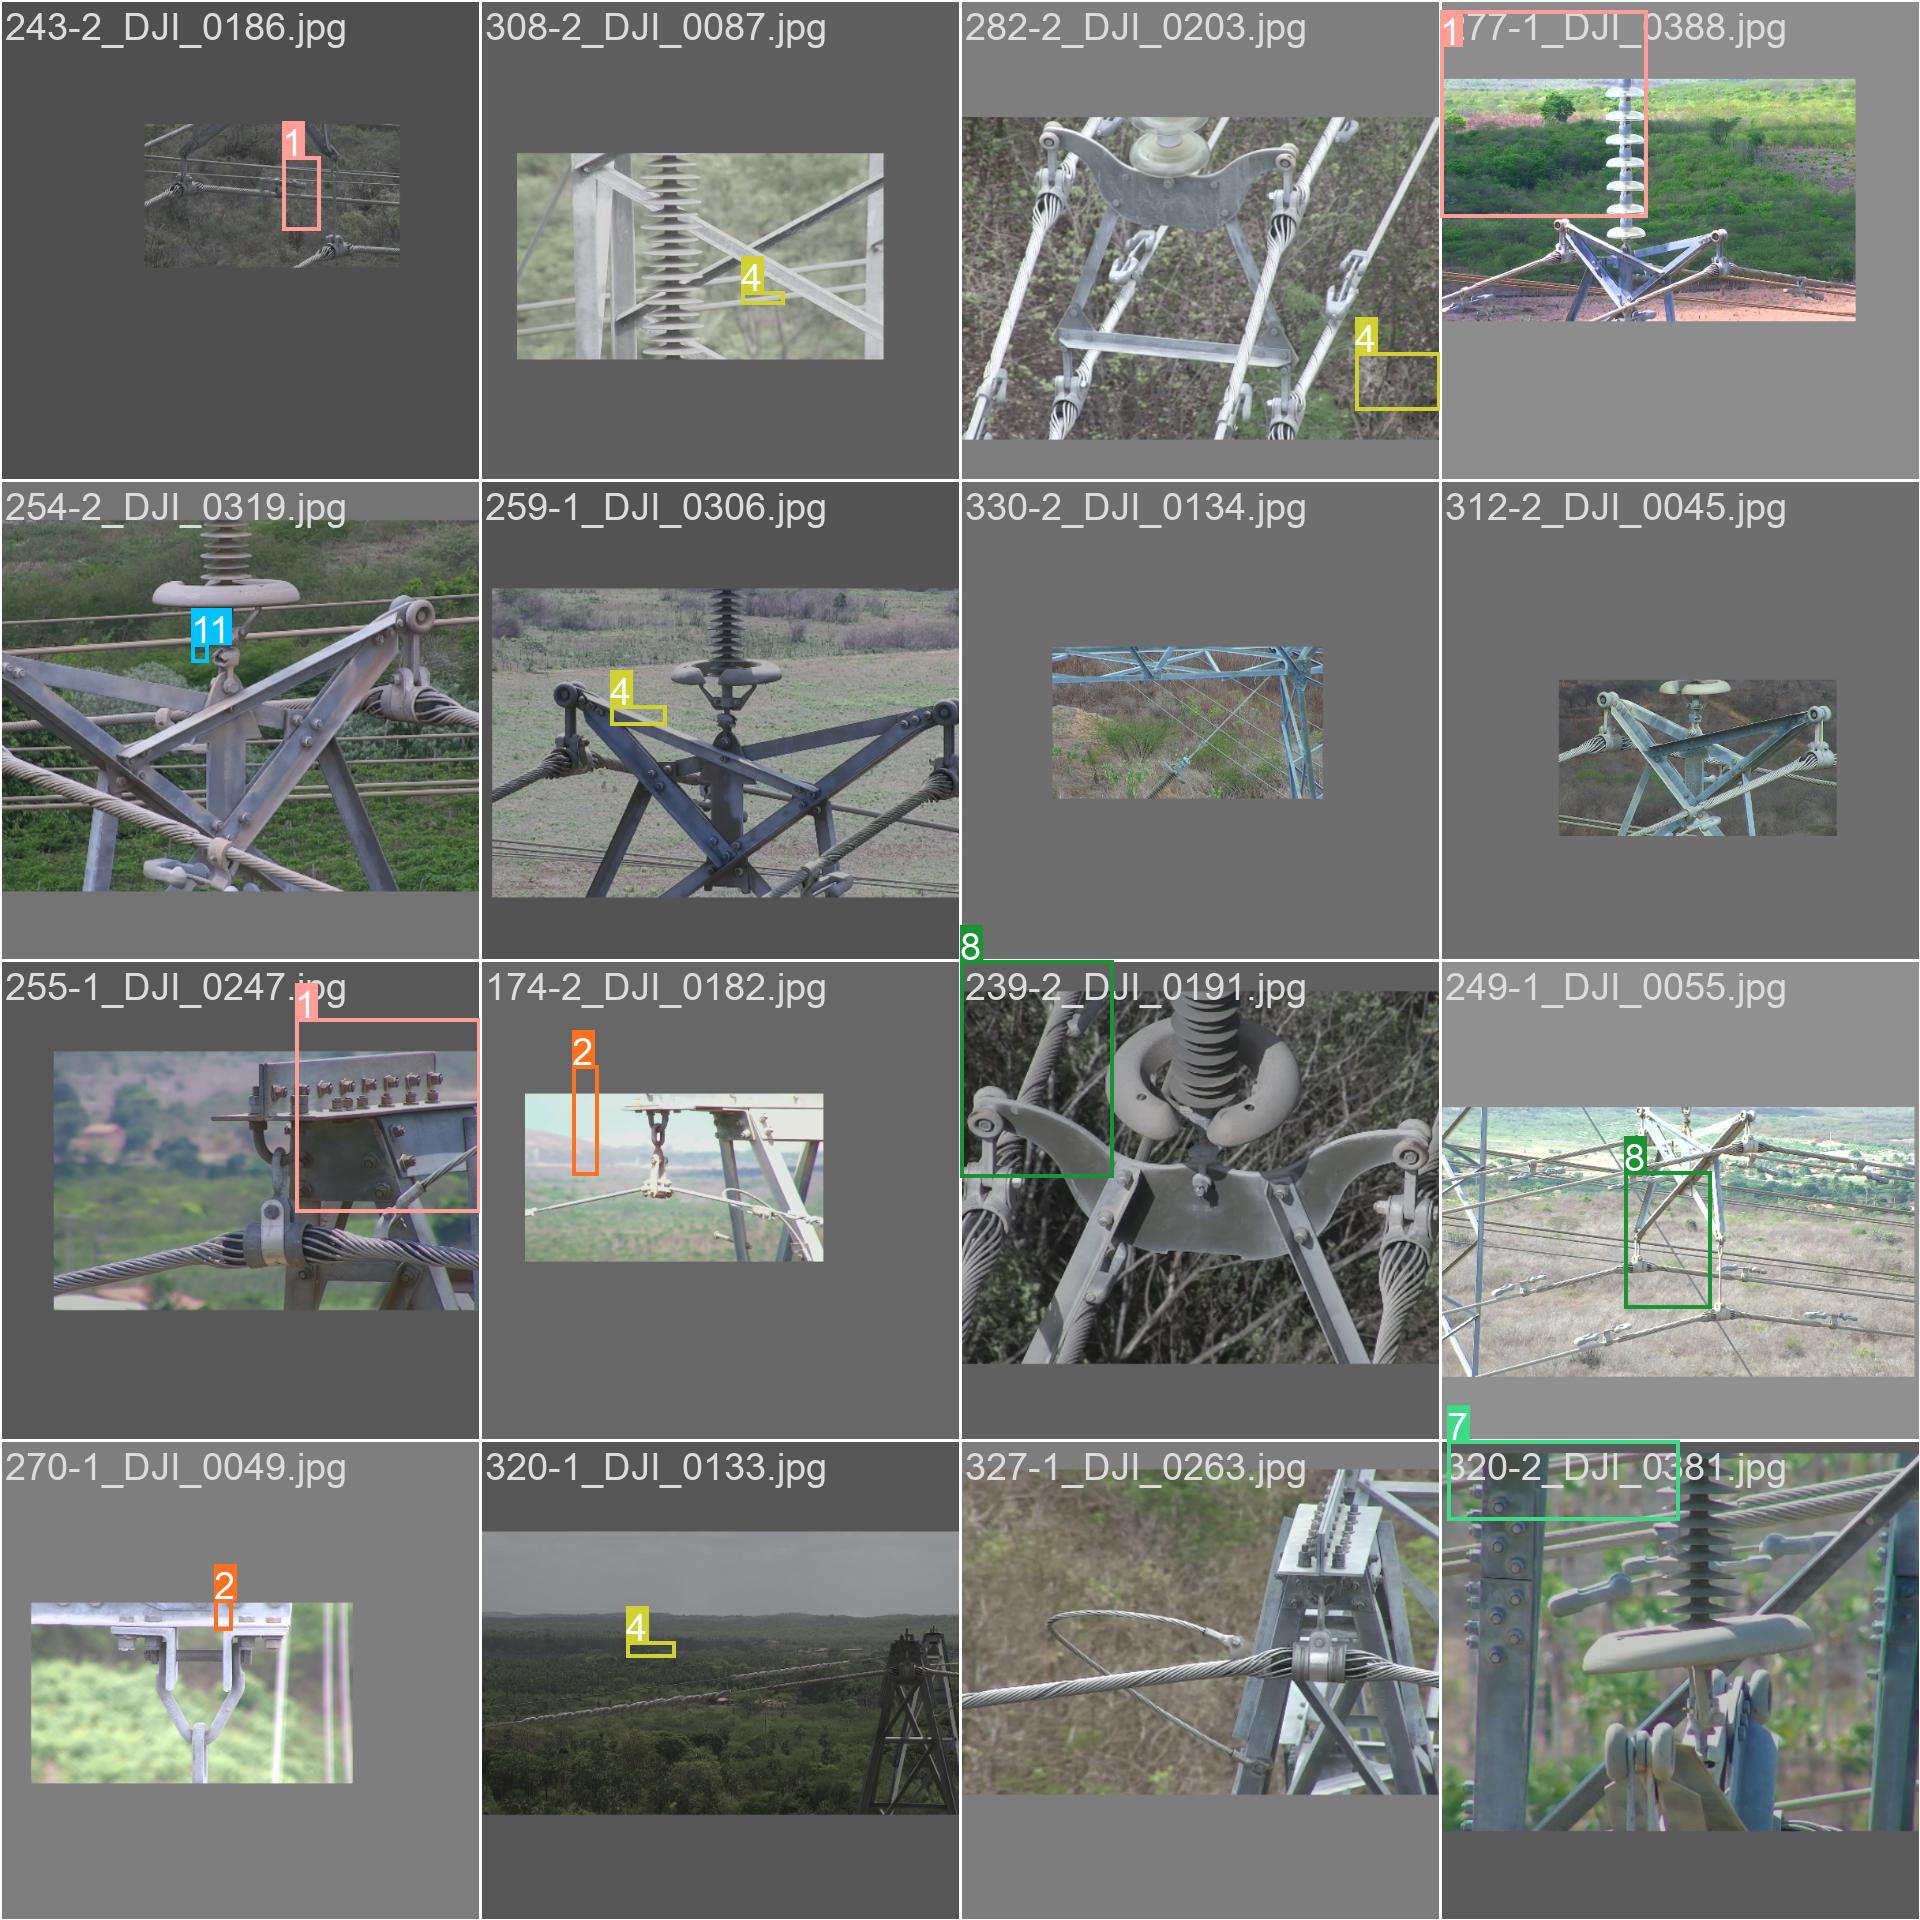 243-2_DJI_0186.jpg
308-2_DJI_0087.jpg
282-2_DJI_0203.jpg
277-1_DJI_0388.jpg
1
1
4
4
254-2_DJI_0319.jpg
259-1_DJI_0306.jpg
330-2_DJI_0134.jpg
312-2_DJI_0045.jpg
11
4
8
255-1_DJI_0247.jpg
174-2_DJI_0182.jpg
239-2_DJI_0191.jpg
249-1_DJI_0055.jpg
1
2
8
7
270-1_DJI_0049.jpg
320-1_DJI_0133.jpg
327-1_DJI_0263.jpg
320-2_DJI_0381.jpg
2
4